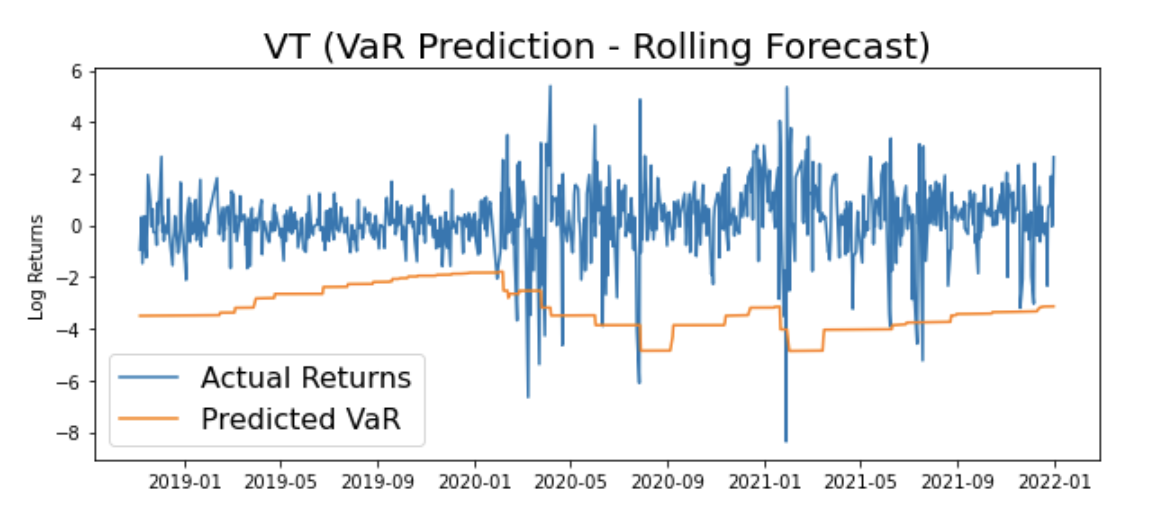 VT (VaR Prediction - Rolling Forecast)
6
4
2
0
−2
−4
−6
−8
Log Returns
Actual Returns
Predicted VaR
2019-01 2019-05 2019-09 2020-01 2020-05 2020-09 2021-01 2021-05 2021-09 2022-01